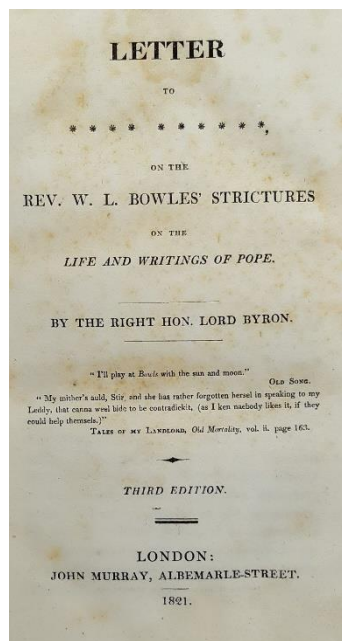 LETTER
TO
**** ******,
ON THE
REV. W. L. BOWLES' STRICTURES
ON THE
LIFE AND WRITINGS OF POPE.
BY THE RIGHT HON. LORD BYRON.
"I'll play at Bowls with the sun and moon."
OLD SONG.
"My mither's auld, Sir, and she has rather forgotten hersel in speaking to my
Leddy, that canna weel bide to be contradickit, (as I ken naebody likes it, if they
could help themsels.)"
TALES OF MY LANDLORD, Old Mortality, vol. ii. page 163.
THIRD EDITION.
LONDON:
JOHN MURRAY, ALBEMARLE-STREET.
1821.